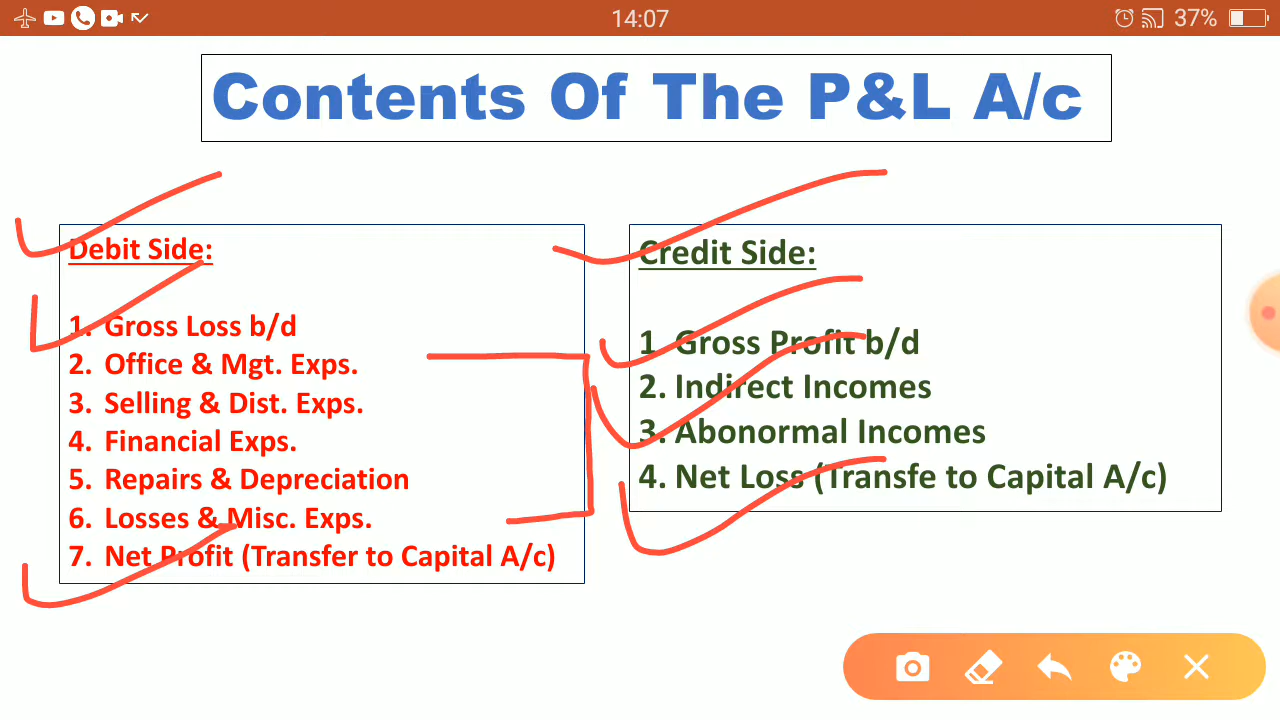 14:07
37%
Contents Of The P&L A/c
Debit Side:
1. Gross Loss b/d
2. Office & Mgt. Exps.
3. Selling & Dist. Exps.
4. Financial Exps.
5. Repairs & Depreciation
6. Losses & Misc. Exps.
7. Net Profit (Transfer to Capital A/c)
Credit Side:
1. Gross Profit b/d
2. Indirect Incomes
3. Abonormal Incomes
4. Net Loss (Transfe to Capital A/c)